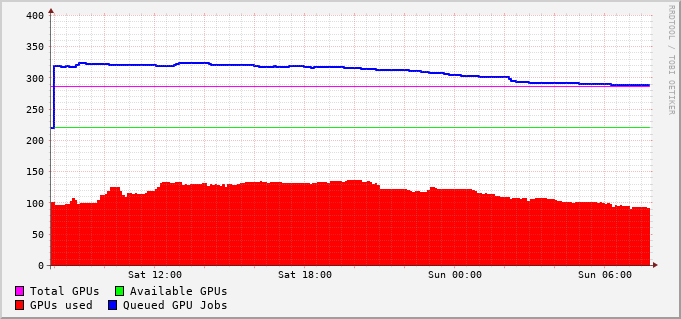 400
350
300
250
200
150
100
50
0
Sat 12:00 Sat 18:00 Sun 00:00 Sun 06:00
Total GPUs Available GPUs
GPUs used Queued GPU Jobs
RRDTOOL / TOBI OETIKER